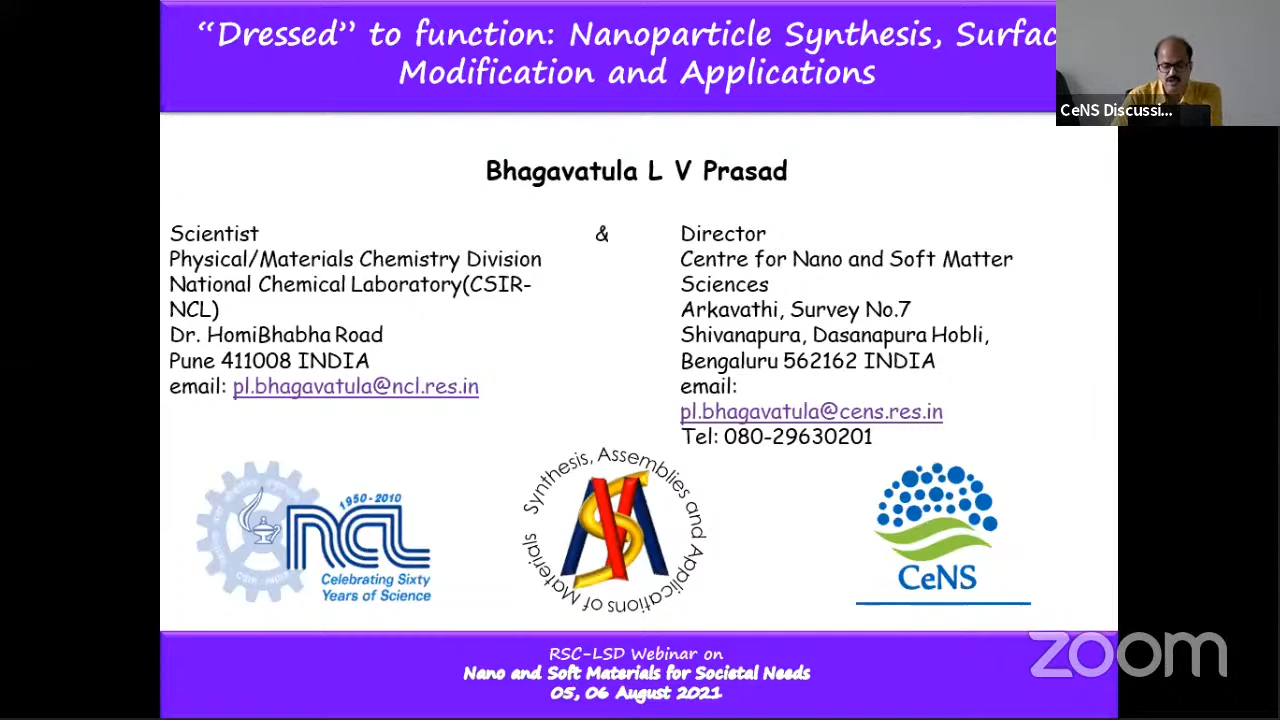 “Dressed” to function: Nanoparticle Synthesis, Surfac
Modification and Applications
CeNS Discussi...
Bhagavatula L V Prasad
Scientist
Physical/Materials Chemistry Division
National Chemical Laboratory(CSIR-
NCL)
Dr. HomiBhabha Road
Pune 411008 INDIA
email: pl.bhagavatula@ncl.res.in
&
Director
Centre for Nano and Soft Matter
Sciences
Arkavathi, Survey No.7
Shivanapura, Dasanapura Hobli,
Bengaluru 562162 INDIA
email:
pl.bhagavatula@cens.res.in
Tel: 080-29630201
1950-2010
NCL
Celebrating Sixty
Years of Science
Synthesis, Assemblies and Applications of Materials
CeNS
RSC-LSD Webinar on
Nano and Soft Materials for Societal Needs
05, 06 August 2021
zoom